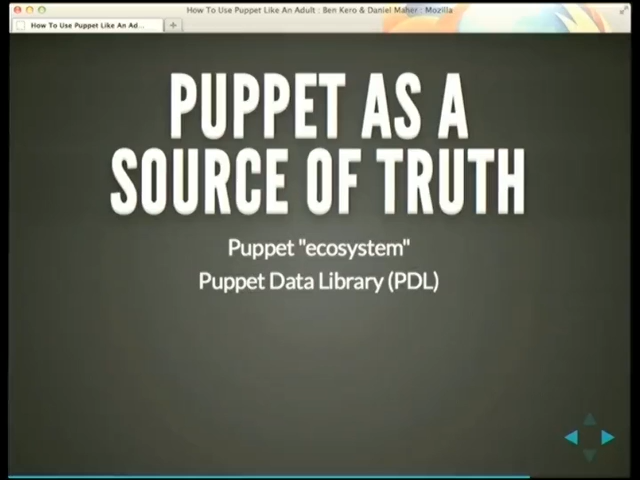 How To Use Puppet Like An Adult : Ben Kero & Daniel Maher : Mozilla
How To Use Puppet Like An Ad...
PUPPET AS A
SOURCE OF TRUTH
Puppet "ecosystem"
Puppet Data Library (PDL)